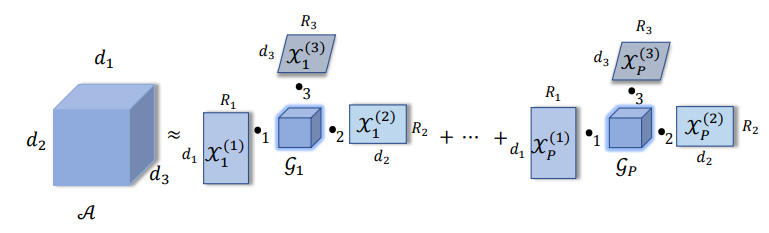 d₁
d₂
d₃
𝒜
≈
R₁
d₁
𝒳₁⁽¹⁾
•₁
R₃
d₃
𝒳₁⁽³⁾
•₃
𝒢₁
•₂
𝒳₁⁽²⁾
R₂
d₂
+ ⋯ +
R₁
d₁
𝒳_P⁽¹⁾
•₁
R₃
d₃
𝒳_P⁽³⁾
•₃
𝒢_P
•₂
𝒳_P⁽²⁾
R₂
d₂